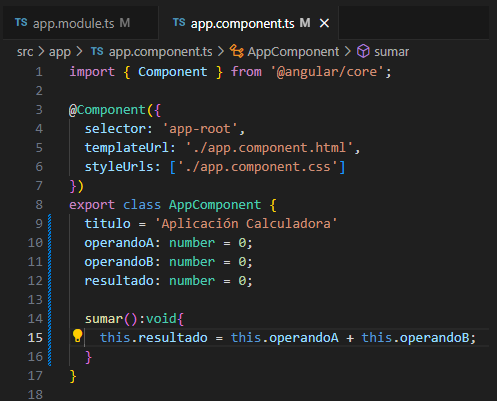 TS app.module.ts M TS app.component.ts M ×
src > app > TS app.component.ts > AppComponent > sumar
1 import { Component } from '@angular/core';
2
3 @Component({
4 selector: 'app-root',
5 templateUrl: './app.component.html',
6 styleUrls: ['./app.component.css']
7 })
8 export class AppComponent {
9 titulo = 'Aplicación Calculadora'
10 operandoA: number = 0;
11 operandoB: number = 0;
12 resultado: number = 0;
13
14 sumar():void{
15 this.resultado = this.operandoA + this.operandoB;
16 }
17 }
18